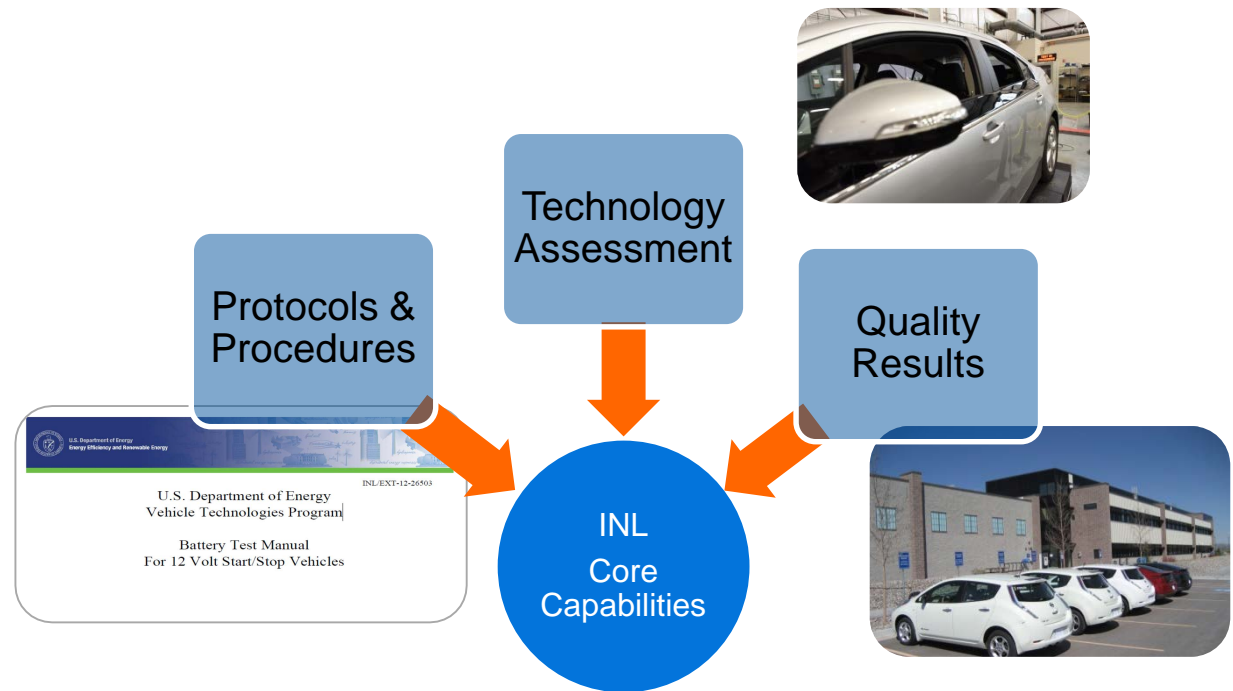 Technology
Assessment
Protocols &
Procedures
Quality
Results
U.S. Department of Energy
Energy Efficiency and Renewable Energy
INL/EXT-12-26503
U.S. Department of Energy
Vehicle Technologies Program
Battery Test Manual
For 12 Volt Start/Stop Vehicles
INL
Core
Capabilities